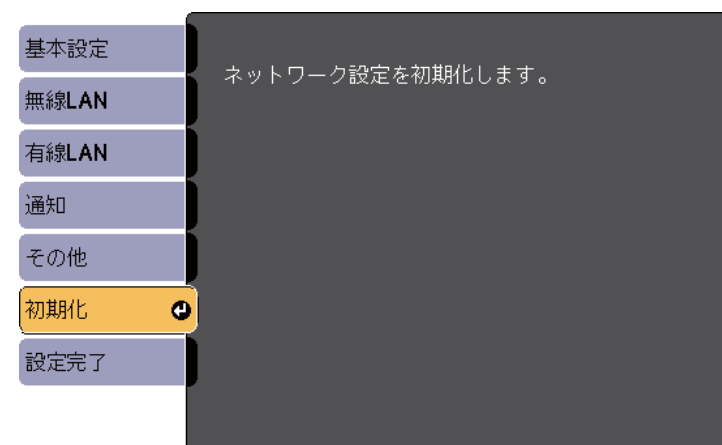 基本設定
無線LAN
有線LAN
通知
その他
初期化
設定完了
ネットワーク設定を初期化します。